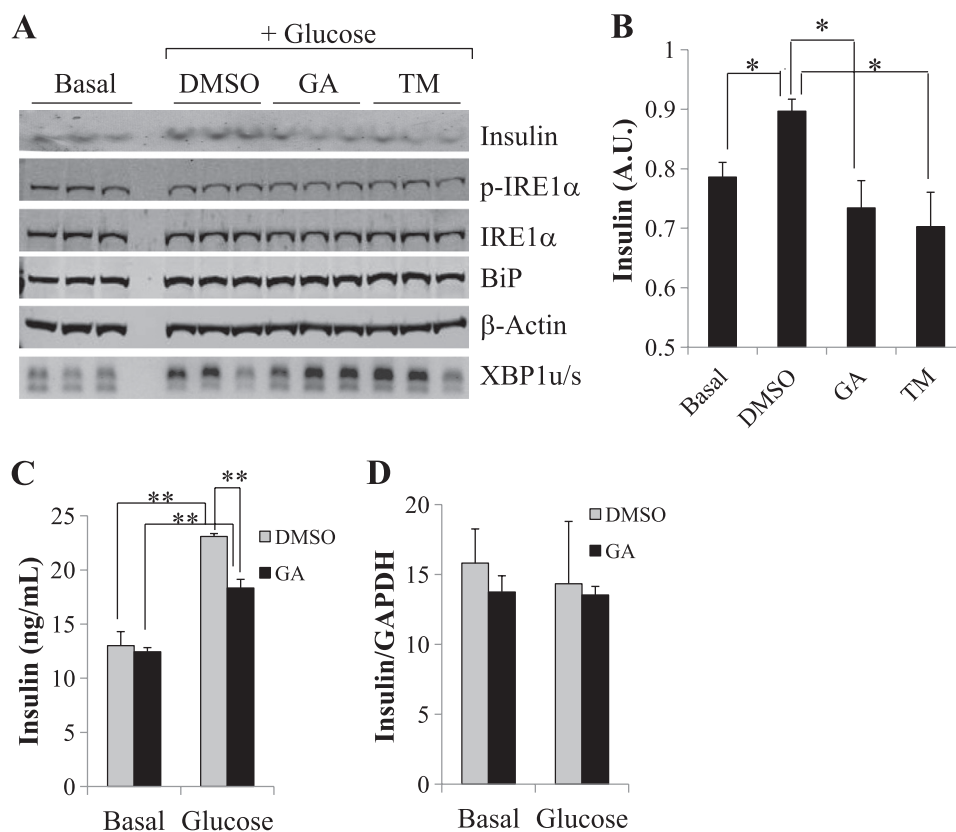 A
+ Glucose
Basal DMSO GA TM
Insulin
p-IRE1α
IRE1α
BiP
β-Actin
XBP1u/s
B
Insulin (A.U.)
1
0.9
0.8
0.7
0.6
0.5
* * *
Basal DMSO GA TM
C
Insulin (ng/mL)
25
20
15
10
5
0
** ** **
DMSO
GA
Basal Glucose
D
Insulin/GAPDH
20
15
10
5
0
DMSO
GA
Basal Glucose